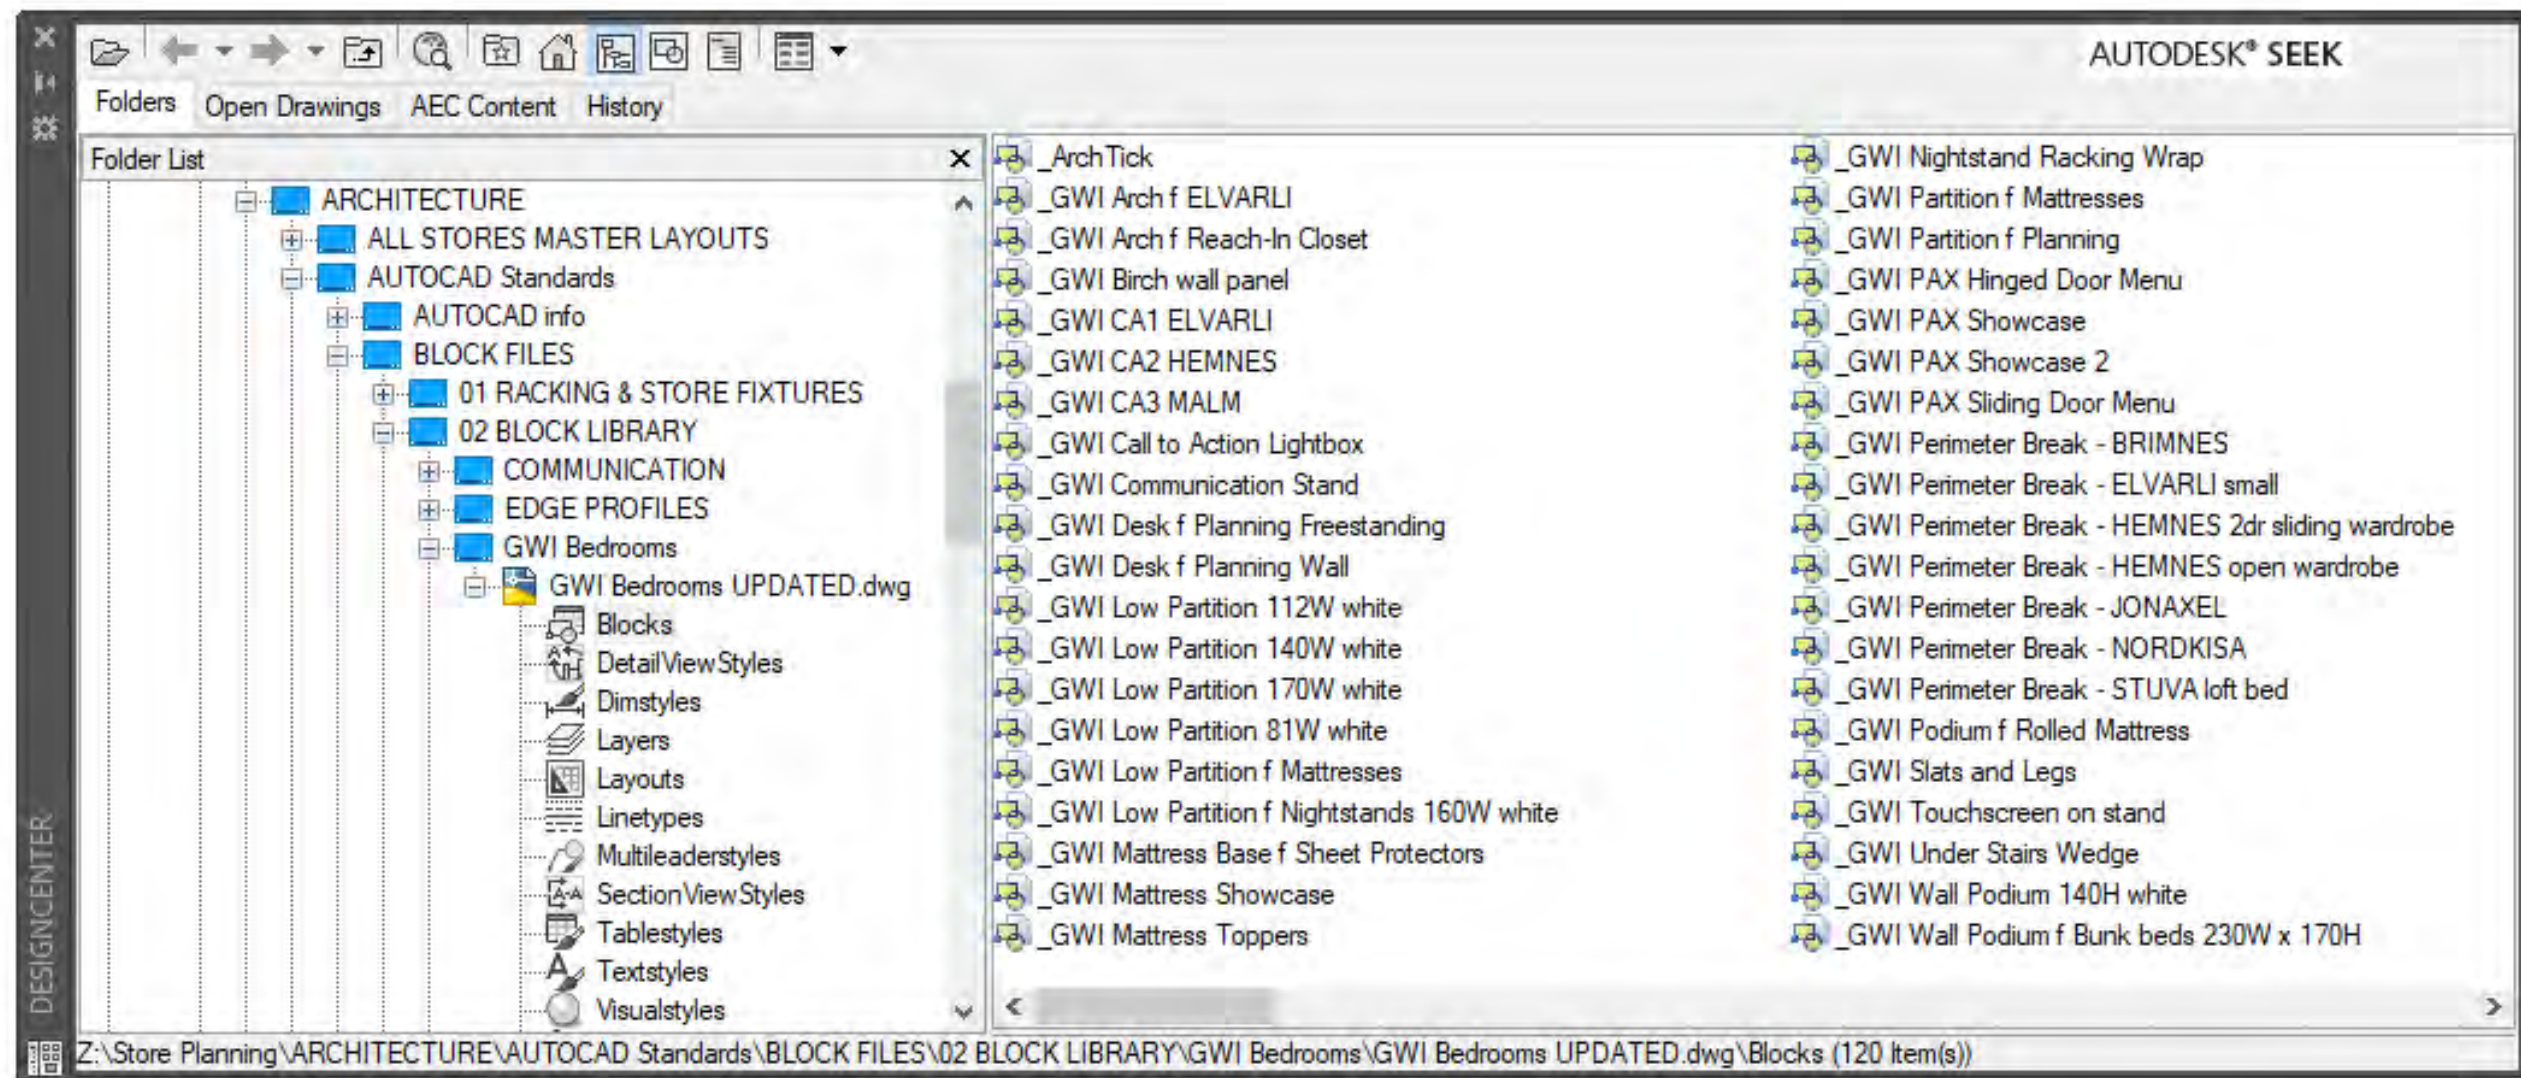 AUTODESK® SEEK
Folders Open Drawings AEC Content History
Folder List
ARCHITECTURE
ALL STORES MASTER LAYOUTS
AUTOCAD Standards
AUTOCAD info
BLOCK FILES
01 RACKING & STORE FIXTURES
02 BLOCK LIBRARY
COMMUNICATION
EDGE PROFILES
GWI Bedrooms
GWI Bedrooms UPDATED.dwg
Blocks
DetailViewStyles
Dimstyles
Layers
Layouts
Linetypes
Multileaderstyles
SectionViewStyles
Tablestyles
Textstyles
Visualstyles
_ArchTick
_GWI Arch f ELVARLI
_GWI Arch f Reach-In Closet
_GWI Birch wall panel
_GWI CA1 ELVARLI
_GWI CA2 HEMNES
_GWI CA3 MALM
_GWI Call to Action Lightbox
_GWI Communication Stand
_GWI Desk f Planning Freestanding
_GWI Desk f Planning Wall
_GWI Low Partition 112W white
_GWI Low Partition 140W white
_GWI Low Partition 170W white
_GWI Low Partition 81W white
_GWI Low Partition f Mattresses
_GWI Low Partition f Nightstands 160W white
_GWI Mattress Base f Sheet Protectors
_GWI Mattress Showcase
_GWI Mattress Toppers
_GWI Nightstand Racking Wrap
_GWI Partition f Mattresses
_GWI Partition f Planning
_GWI PAX Hinged Door Menu
_GWI PAX Showcase
_GWI PAX Showcase 2
_GWI PAX Sliding Door Menu
_GWI Perimeter Break - BRIMNES
_GWI Perimeter Break - ELVARLI small
_GWI Perimeter Break - HEMNES 2dr sliding wardrobe
_GWI Perimeter Break - HEMNES open wardrobe
_GWI Perimeter Break - JONAXEL
_GWI Perimeter Break - NORDKISA
_GWI Perimeter Break - STUVA loft bed
_GWI Podium f Rolled Mattress
_GWI Slats and Legs
_GWI Touchscreen on stand
_GWI Under Stairs Wedge
_GWI Wall Podium 140H white
_GWI Wall Podium f Bunk beds 230W x 170H
DESIGNCENTER
Z:\Store Planning\ARCHITECTURE\AUTOCAD Standards\BLOCK FILES\02 BLOCK LIBRARY\GWI Bedrooms\GWI Bedrooms UPDATED.dwg\Blocks (120 Item(s))